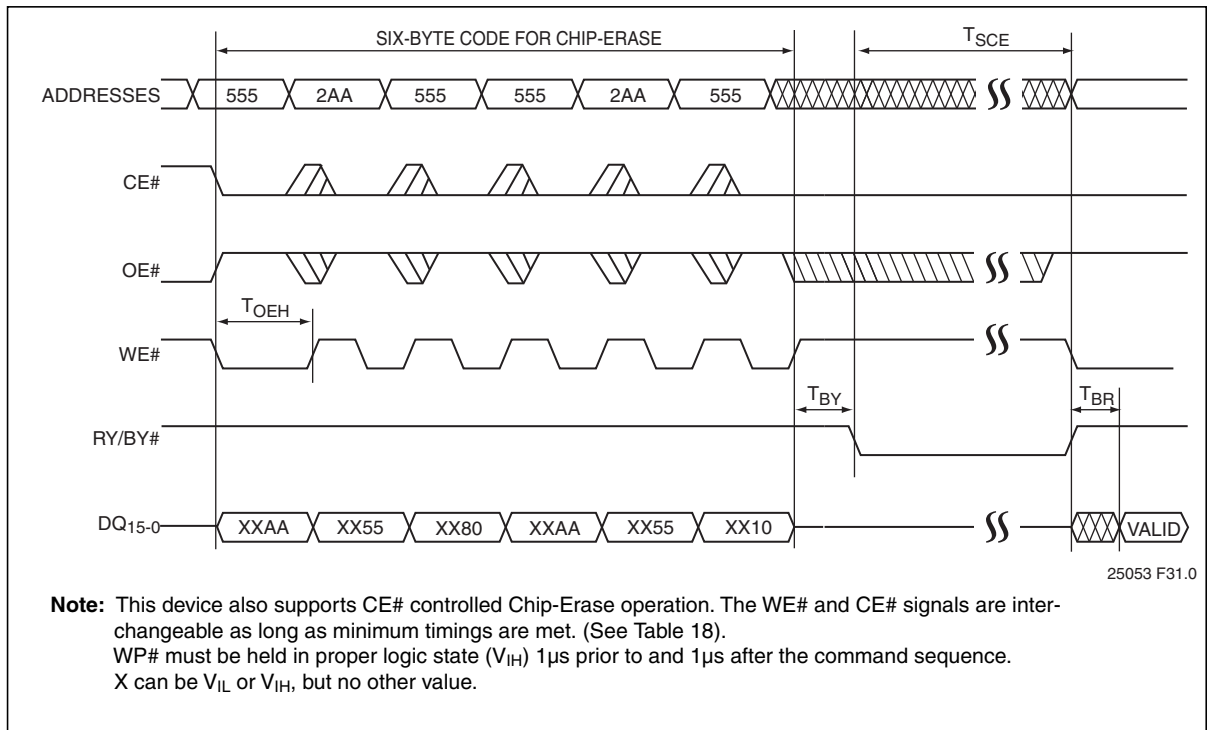 SIX-BYTE CODE FOR CHIP-ERASE
TSCE
ADDRESSES 555 2AA 555 555 2AA 555
CE#
OE#
TOEH
WE#
TBY TBR
RY/BY#
DQ15-0 XXAA XX55 XX80 XXAA XX55 XX10 VALID
25053 F31.0
Note: This device also supports CE# controlled Chip-Erase operation. The WE# and CE# signals are inter-
changeable as long as minimum timings are met. (See Table 18).
WP# must be held in proper logic state (VIH) 1µs prior to and 1µs after the command sequence.
X can be VIL or VIH, but no other value.